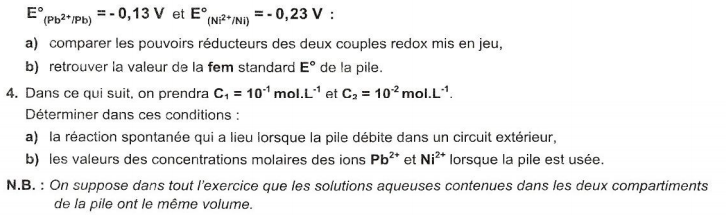 E°(Pb²⁺/Pb) = - 0,13 V et E°(Ni²⁺/Ni) = - 0,23 V :
a) comparer les pouvoirs réducteurs des deux couples redox mis en jeu,
b) retrouver la valeur de la fem standard E° de la pile.
4. Dans ce qui suit, on prendra C₁ = 10⁻¹ mol.L⁻¹ et C₂ = 10⁻² mol.L⁻¹.
Déterminer dans ces conditions :
a) la réaction spontanée qui a lieu lorsque la pile débite dans un circuit extérieur,
b) les valeurs des concentrations molaires des ions Pb²⁺ et Ni²⁺ lorsque la pile est usée.
N.B. : On suppose dans tout l'exercice que les solutions aqueuses contenues dans les deux compartiments
de la pile ont le même volume.